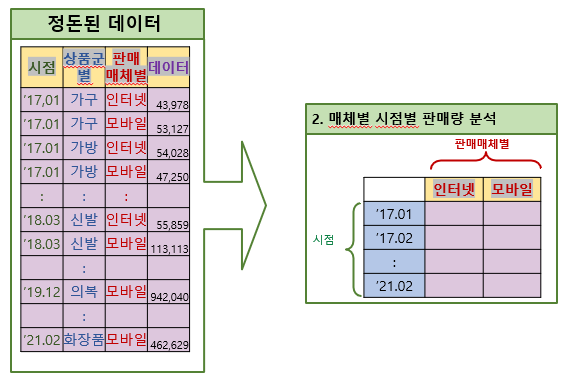 정돈된 데이터
시점 상품군별 판매매체별 데이터
'17,01 가구 인터넷 43,978
'17.01 가구 모바일 53,127
'17.01 가방 인터넷 54,028
'17.01 가방 모바일 47,250
: : :
'18.03 신발 인터넷 55,859
'18.03 신발 모바일 113,113
:
'19.12 의복 모바일 942,040
:
'21.02 화장품 모바일 462,629
2. 매체별 시점별 판매량 분석
판매매체별
인터넷 모바일
시점
'17.01
'17.02
:
'21.02